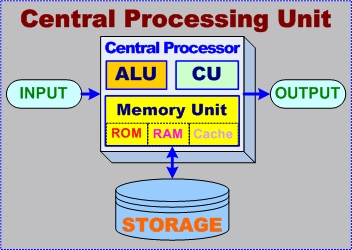 Central Processing Unit
Central Processor
ALU CU
INPUT
OUTPUT
Memory Unit
ROM RAM Cache
STORAGE